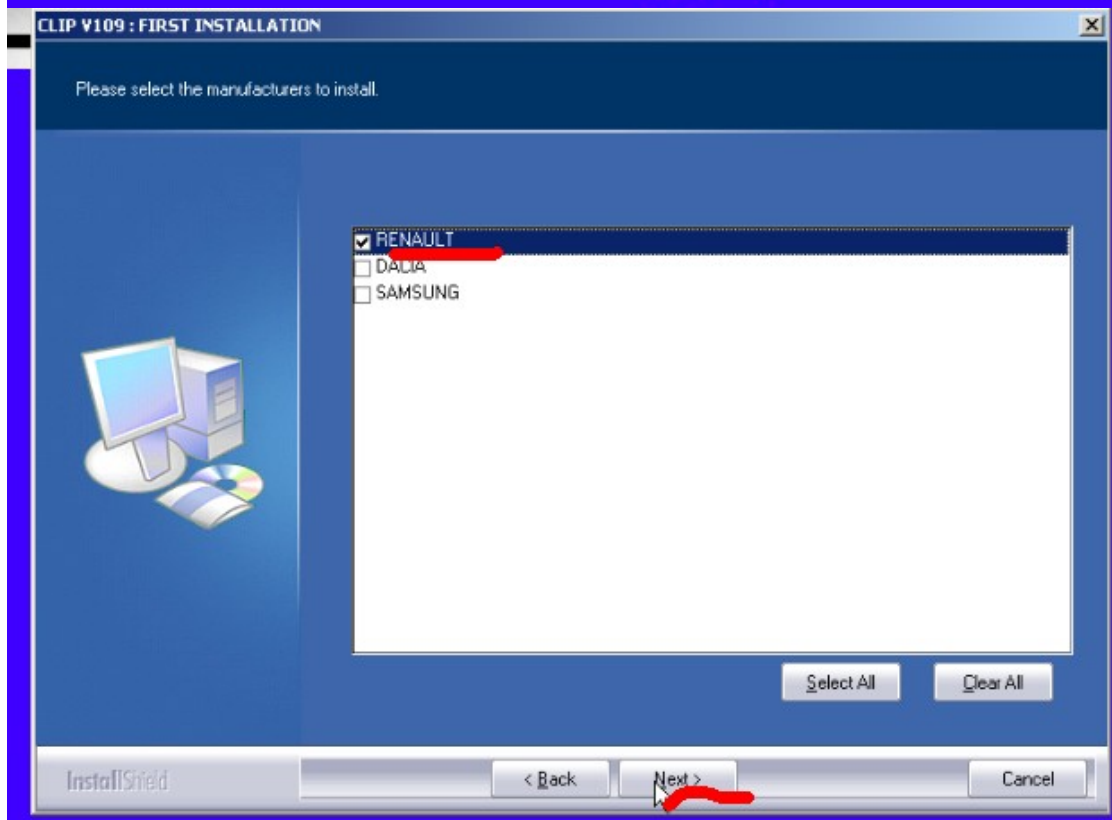 CLIP V109 : FIRST INSTALLATION
Please select the manufacturers to install.
RENAULT
DACIA
SAMSUNG
Select All
Clear All
InstallShield
< Back
Next >
Cancel